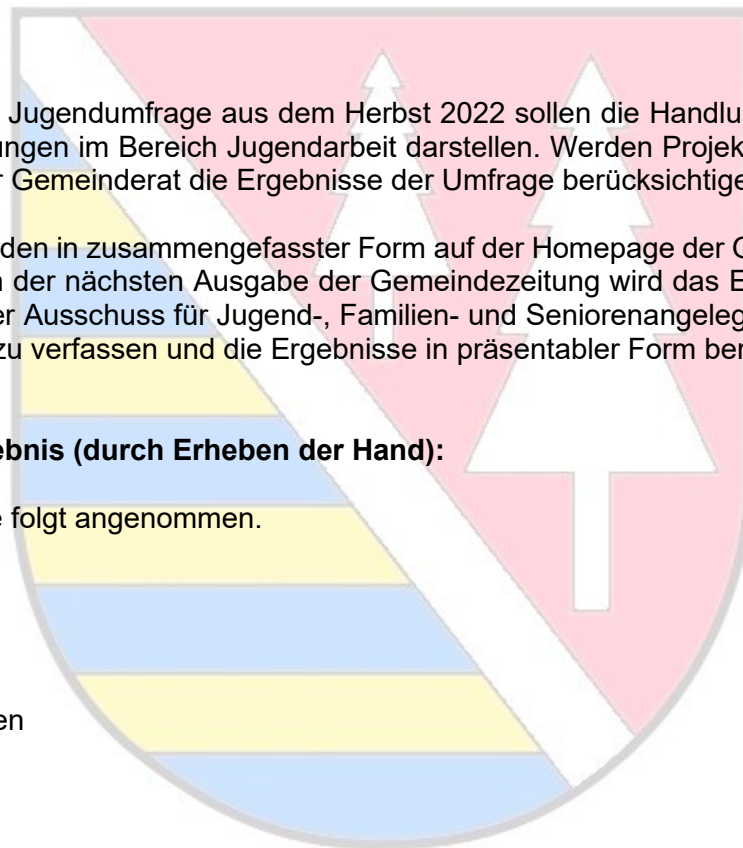 Jugendumfrage aus dem Herbst 2022 sollen die Handlu
ungen im Bereich Jugendarbeit darstellen. Werden Projek
r Gemeinderat die Ergebnisse der Umfrage berücksichtige
den in zusammengefasster Form auf der Homepage der G
n der nächsten Ausgabe der Gemeindezeitung wird das E
er Ausschuss für Jugend-, Familien- und Seniorenangeleg
zu verfassen und die Ergebnisse in präsentabler Form ber
ebnis (durch Erheben der Hand):
e folgt angenommen.
en